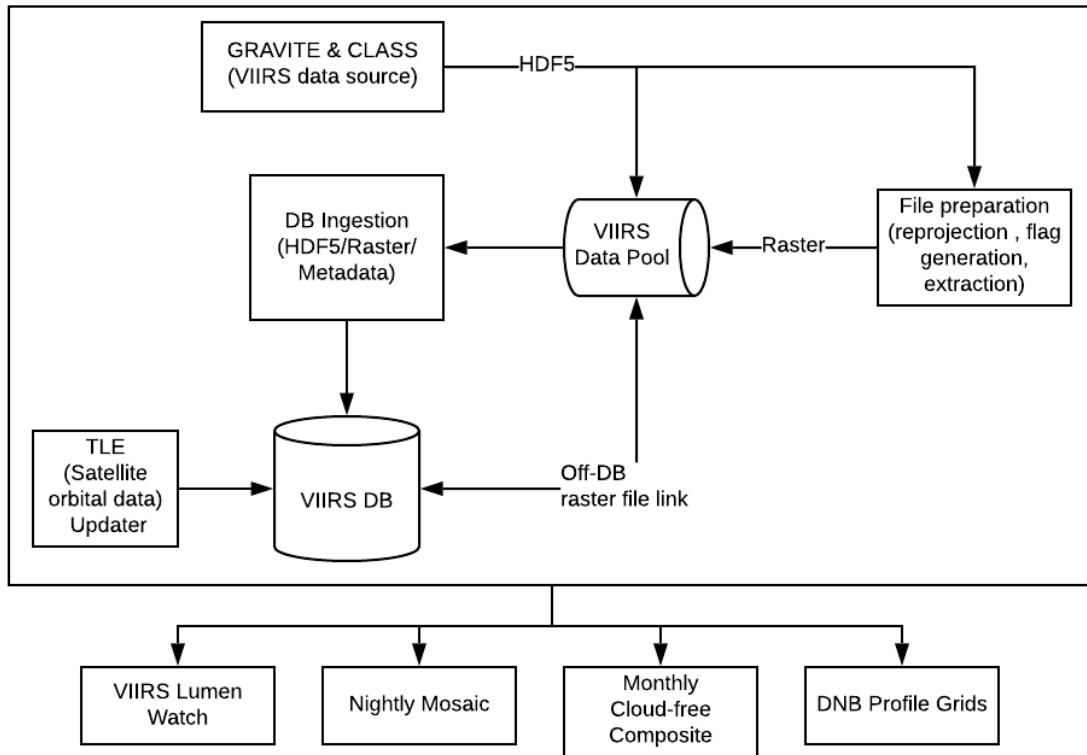 GRAVITE & CLASS
(VIIRS data source)
HDF5
DB Ingestion
(HDF5/Raster/
Metadata)
VIIRS
Data Pool
Raster
File preparation
(reprojection , flag
generation,
extraction)
TLE
(Satellite
orbital data)
Updater
VIIRS DB
Off-DB
raster file link
VIIRS Lumen
Watch
Nightly Mosaic
Monthly
Cloud-free
Composite
DNB Profile Grids